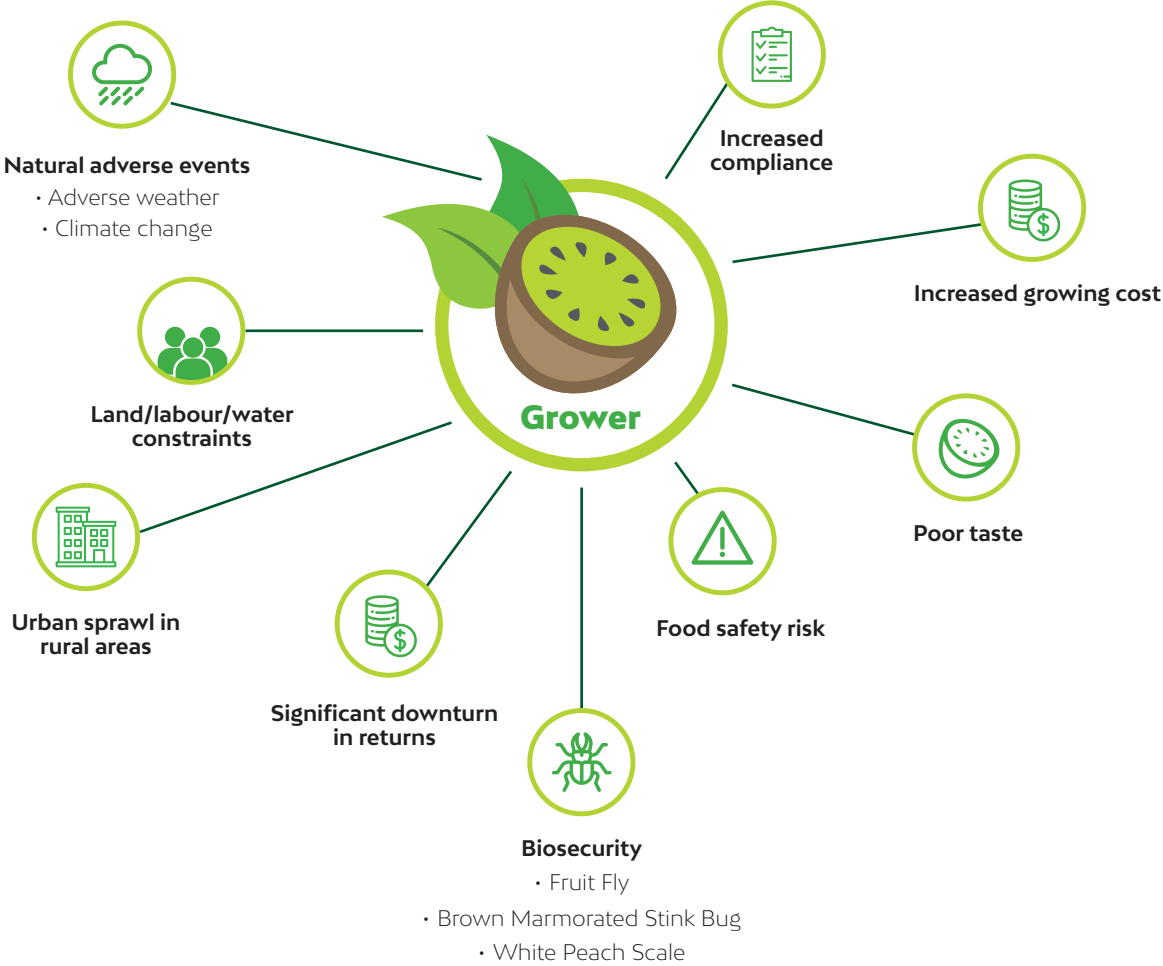 Natural adverse events
• Adverse weather
• Climate change
Increased
compliance
$
Increased growing cost
Land/labour/water
constraints
Grower
Poor taste
Urban sprawl in
rural areas
!
Food safety risk
$
Significant downturn
in returns
Biosecurity
• Fruit Fly
• Brown Marmorated Stink Bug
• White Peach Scale